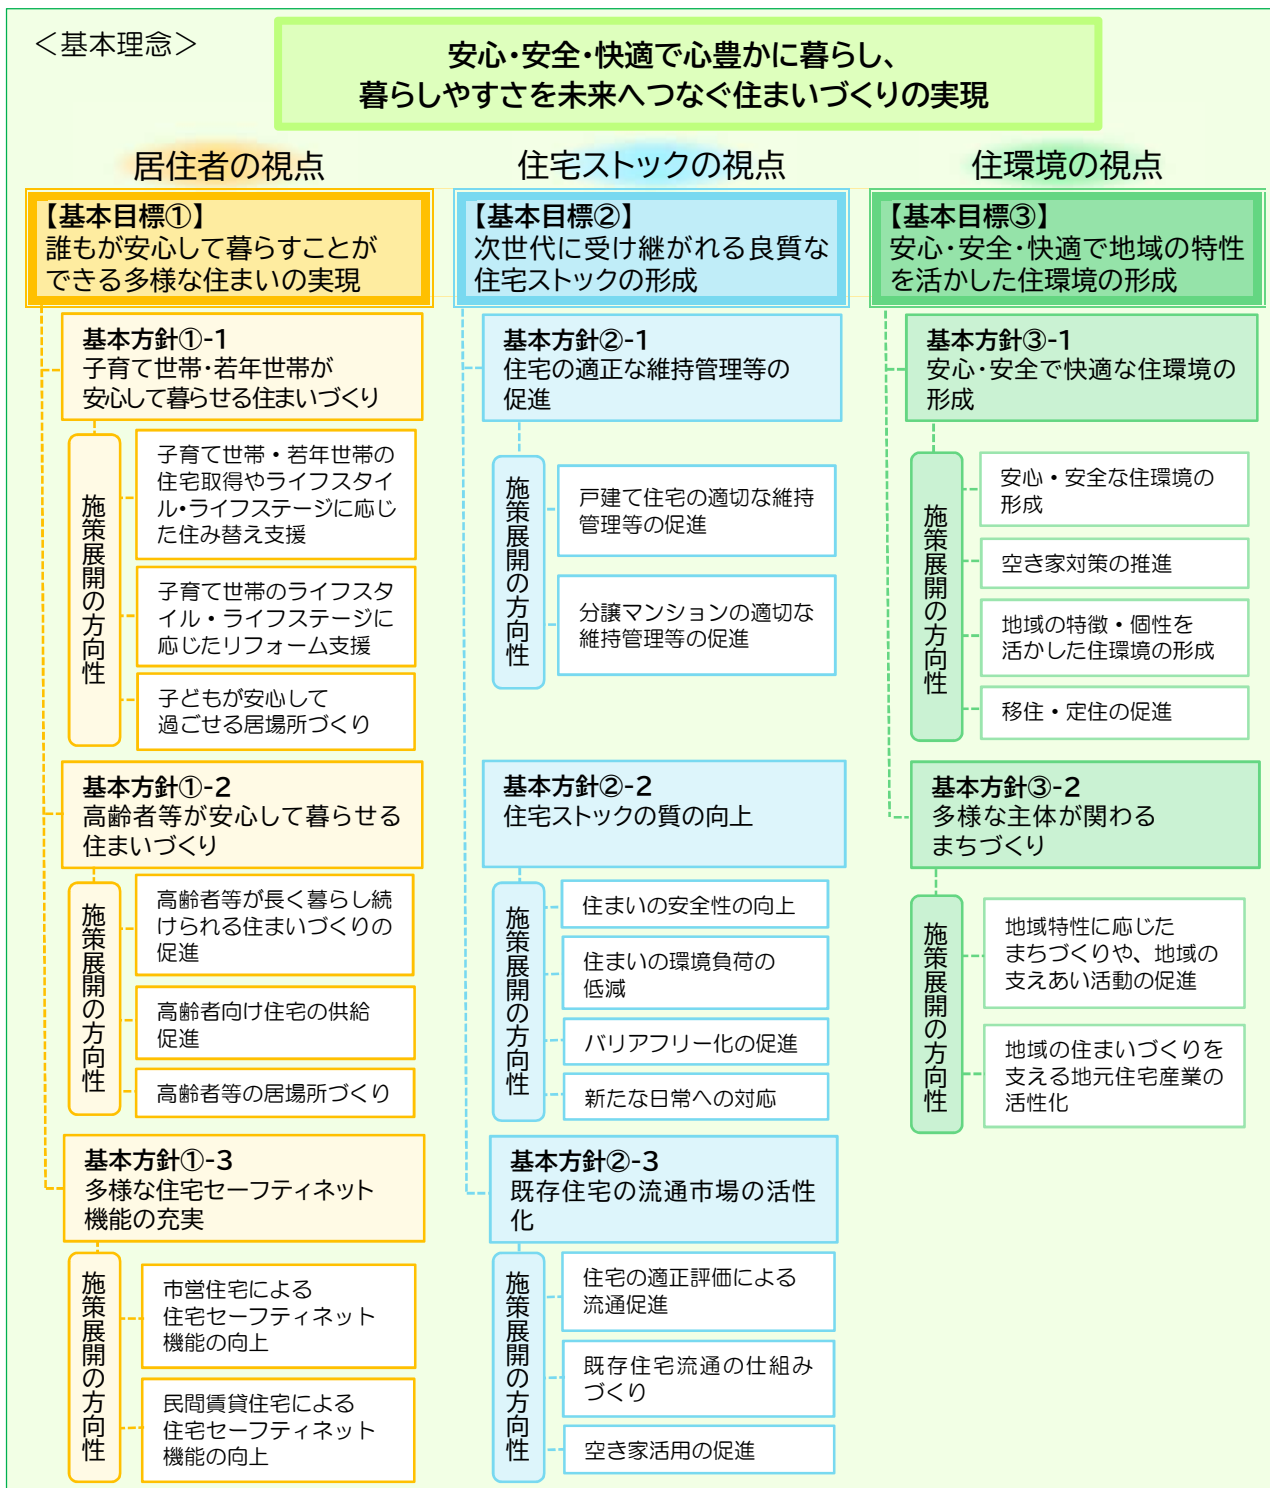 ＜基本理念＞
安心・安全・快適で心豊かに暮らし、
暮らしやすさを未来へつなぐ住まいづくりの実現
居住者の視点
【基本目標①】
誰もが安心して暮らすことが
できる多様な住まいの実現
基本方針①-1
子育て世帯・若年世帯が
安心して暮らせる住まいづくり
施策展開の方向性
子育て世帯・若年世帯の
住宅取得やライフスタイ
ル・ライフステージに応じ
た住み替え支援
子育て世帯のライフスタ
イル・ライフステージに
応じたリフォーム支援
子どもが安心して
過ごせる居場所づくり
基本方針①-2
高齢者等が安心して暮らせる
住まいづくり
施策展開の方向性
高齢者等が長く暮らし続
けられる住まいづくりの
促進
高齢者向け住宅の供給
促進
高齢者等の居場所づくり
基本方針①-3
多様な住宅セーフティネット
機能の充実
施策展開の方向性
市営住宅による
住宅セーフティネット
機能の向上
民間賃貸住宅による
住宅セーフティネット
機能の向上
住宅ストックの視点
【基本目標②】
次世代に受け継がれる良質な
住宅ストックの形成
基本方針②-1
住宅の適正な維持管理等の
促進
施策展開の方向性
戸建て住宅の適切な維持
管理等の促進
分譲マンションの適切な
維持管理等の促進
基本方針②-2
住宅ストックの質の向上
施策展開の方向性
住まいの安全性の向上
住まいの環境負荷の
低減
バリアフリー化の促進
新たな日常への対応
基本方針②-3
既存住宅の流通市場の活性
化
施策展開の方向性
住宅の適正評価による
流通促進
既存住宅流通の仕組み
づくり
空き家活用の促進
住環境の視点
【基本目標③】
安心・安全・快適で地域の特性
を活かした住環境の形成
基本方針③-1
安心・安全で快適な住環境の
形成
施策展開の方向性
安心・安全な住環境の
形成
空き家対策の推進
地域の特徴・個性を
活かした住環境の形成
移住・定住の促進
基本方針③-2
多様な主体が関わる
まちづくり
施策展開の方向性
地域特性に応じた
まちづくりや、地域の
支えあい活動の促進
地域の住まいづくりを
支える地元住宅産業の
活性化